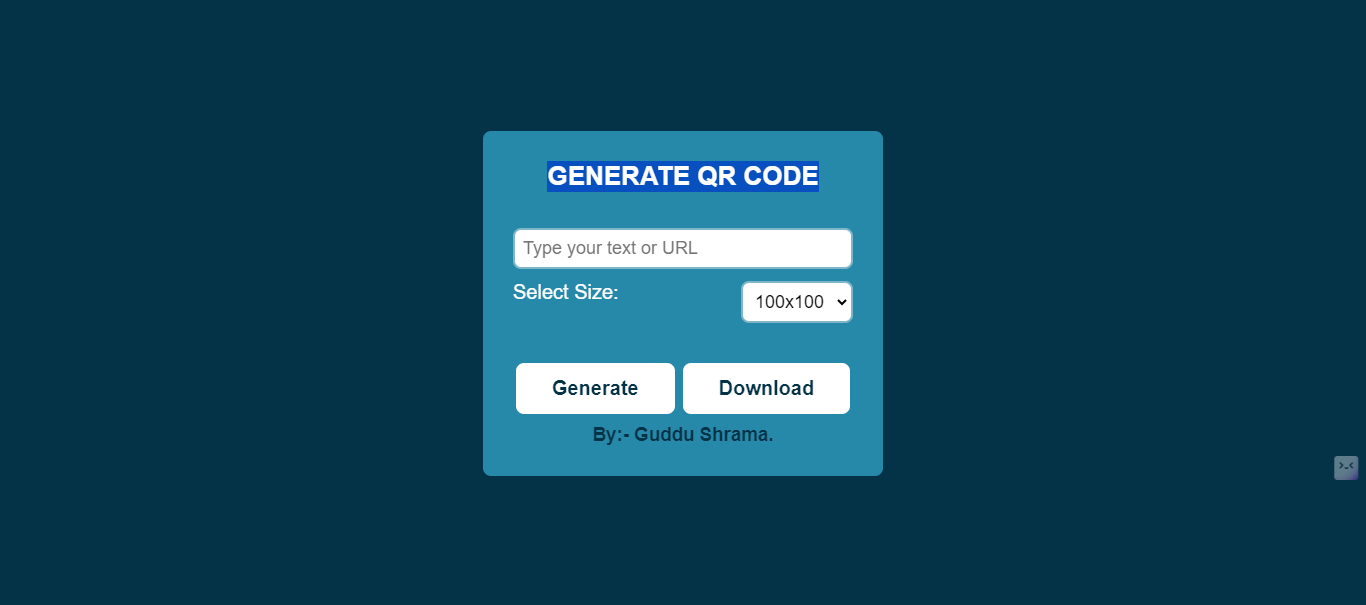 GENERATE QR CODE
Type your text or URL
Select Size:
100x100
Generate
Download
By:- Guddu Shrama.